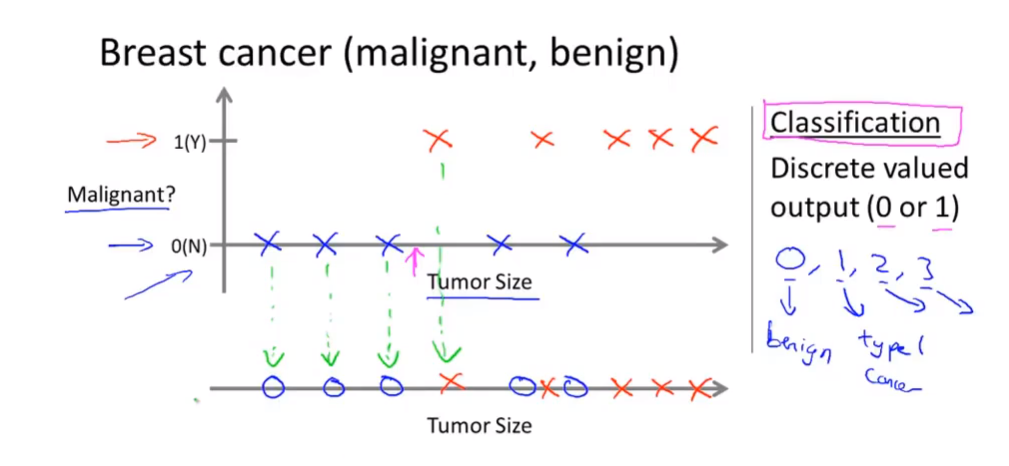 Breast cancer (malignant, benign)
1(Y)
Malignant?
0(N)
Tumor Size
Tumor Size
Classification
Discrete valued
output (0 or 1)
0, 1, 2, 3
benign
type 1
cancer